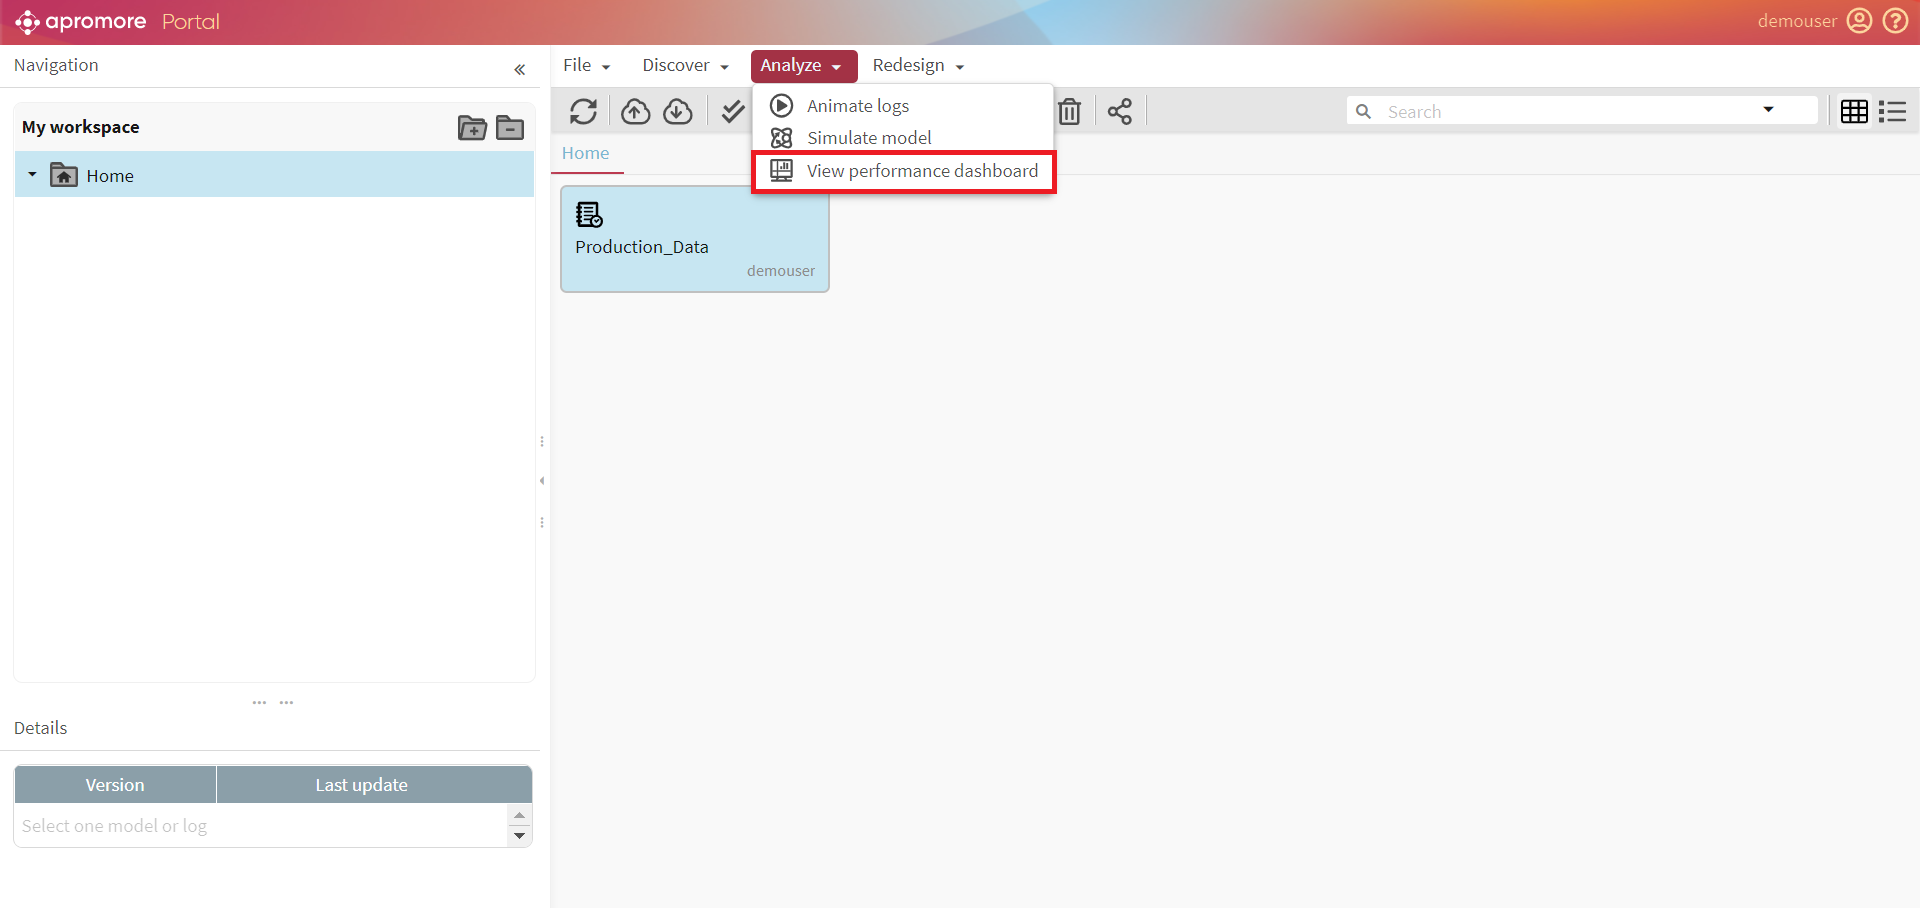 apromore Portal
demouser
Navigation
File
Discover
Analyze
Redesign
Animate logs
Simulate model
View performance dashboard
Search
My workspace
Home
Home
Production_Data
demouser
Details
Version
Last update
Select one model or log